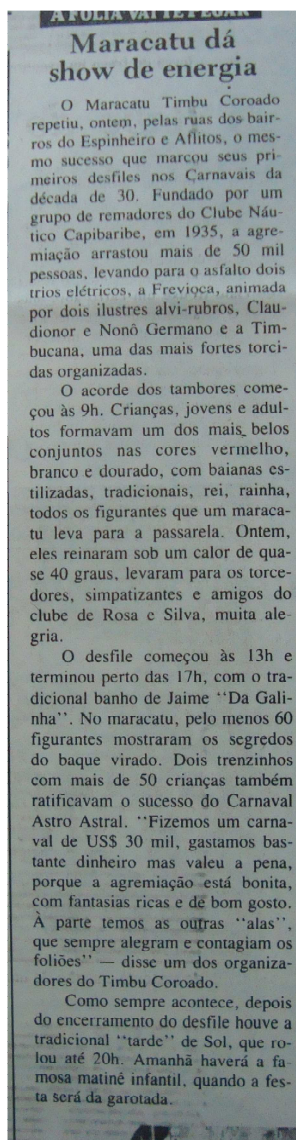 A FOLIA VAI TE PEGAR
Maracatu dá
show de energia
O Maracatu Timbu Coroado
repetiu, ontem, pelas ruas dos bair-
ros do Espinheiro e Aflitos, o mes-
mo sucesso que marcou seus pri-
meiros desfiles nos Carnavais da
década de 30. Fundado por um
grupo de remadores do Clube Náu-
tico Capibaribe, em 1935, a agre-
miação arrastou mais de 50 mil
pessoas, levando para o asfalto dois
trios elétricos, a Frevioca, animada
por dois ilustres alvi-rubros, Clau-
dionor e Nonô Germano e a Tim-
bucana, uma das mais fortes torci-
das organizadas.
O acorde dos tambores come-
çou às 9h. Crianças, jovens e adul-
tos formavam um dos mais belos
conjuntos nas cores vermelho,
branco e dourado, com baianas es-
tilizadas, tradicionais, rei, rainha,
todos os figurantes que um maraca-
tu leva para a passarela. Ontem,
eles reinaram sob um calor de qua-
se 40 graus, levaram para os torce-
dores, simpatizantes e amigos do
clube de Rosa e Silva, muita ale-
gria.
O desfile começou às 13h e
terminou perto das 17h, com o tra-
dicional banho de Jaime "Da Gali-
nha". No maracatu, pelo menos 60
figurantes mostraram os segredos
do baque virado. Dois trenzinhos
com mais de 50 crianças também
ratificavam o sucesso do Carnaval
Astro Astral. "Fizemos um carna-
val de US$ 30 mil, gastamos bas-
tante dinheiro mas valeu a pena,
porque a agremiação está bonita,
com fantasias ricas e de bom gosto.
À parte temos as outras "alas",
que sempre alegram e contagiam os
foliões" — disse um dos organiza-
dores do Timbu Coroado.
Como sempre acontece, depois
do encerramento do desfile houve a
tradicional "tarde" de Sol, que ro-
lou até 20h. Amanhã haverá a fa-
mosa matinê infantil, quando a fes-
ta será da garotada.